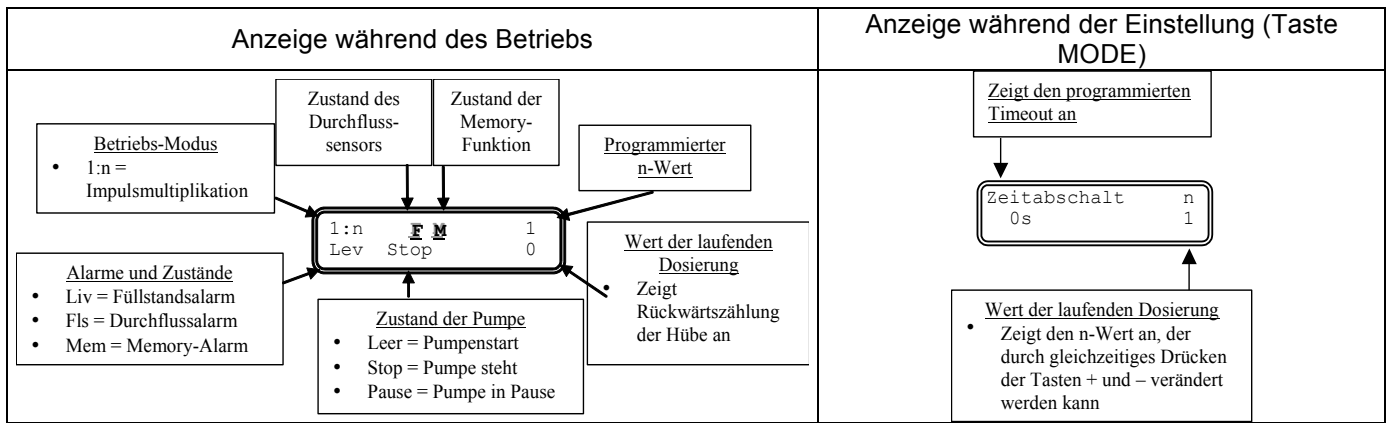 Anzeige während des Betriebs
Anzeige während der Einstellung (Taste
MODE)
Zustand des
Durchfluss-
sensors
Zustand der
Memory-
Funktion
Betriebs-Modus
• 1:n =
Impulsmultiplikation
Programmierter
n-Wert
1:n F M 1
Lev Stop 0
Alarme und Zustände
• Liv = Füllstandsalarm
• Fls = Durchflussalarm
• Mem = Memory-Alarm
Zustand der Pumpe
• Leer = Pumpenstart
• Stop = Pumpe steht
• Pause = Pumpe in Pause
Wert der laufenden
Dosierung
• Zeigt
Rückwärtszählung
der Hübe an
Zeigt den programmierten
Timeout an
Zeitabschalt n
0s 1
Wert der laufenden Dosierung
• Zeigt den n-Wert an, der
durch gleichzeitiges Drücken
der Tasten + und – verändert
werden kann